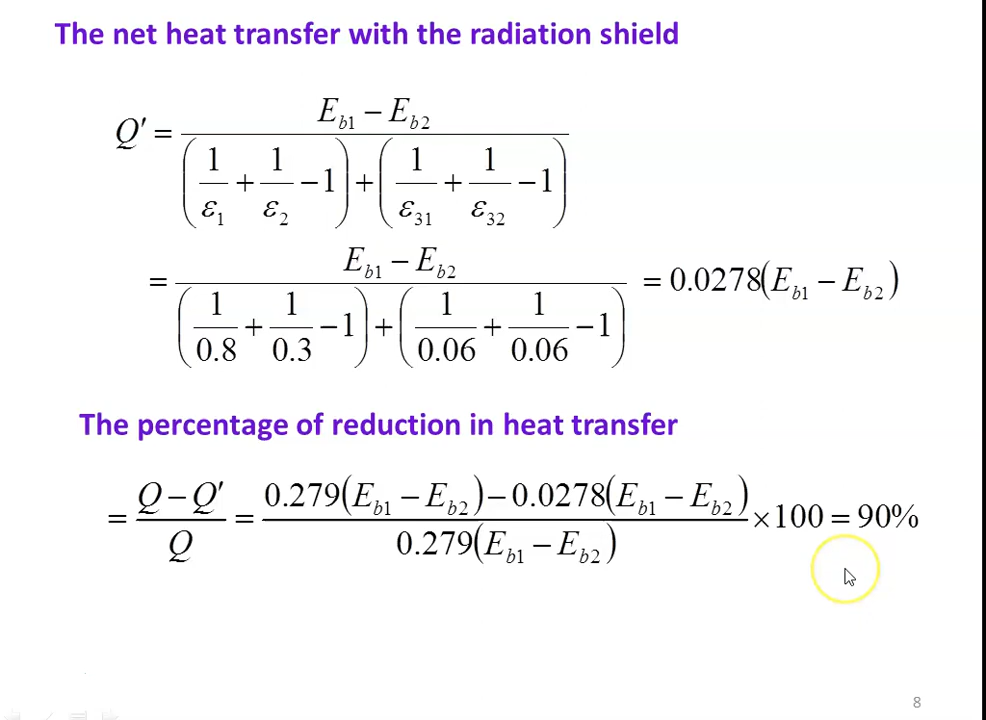 The net heat transfer with the radiation shield
Q′ = (E_b1 − E_b2) / ((1/ε_1 + 1/ε_2 − 1) + (1/ε_31 + 1/ε_32 − 1))
= (E_b1 − E_b2) / ((1/0.8 + 1/0.3 − 1) + (1/0.06 + 1/0.06 − 1)) = 0.0278(E_b1 − E_b2)
The percentage of reduction in heat transfer
= (Q − Q′)/Q = (0.279(E_b1 − E_b2) − 0.0278(E_b1 − E_b2)) / (0.279(E_b1 − E_b2)) × 100 = 90%
8